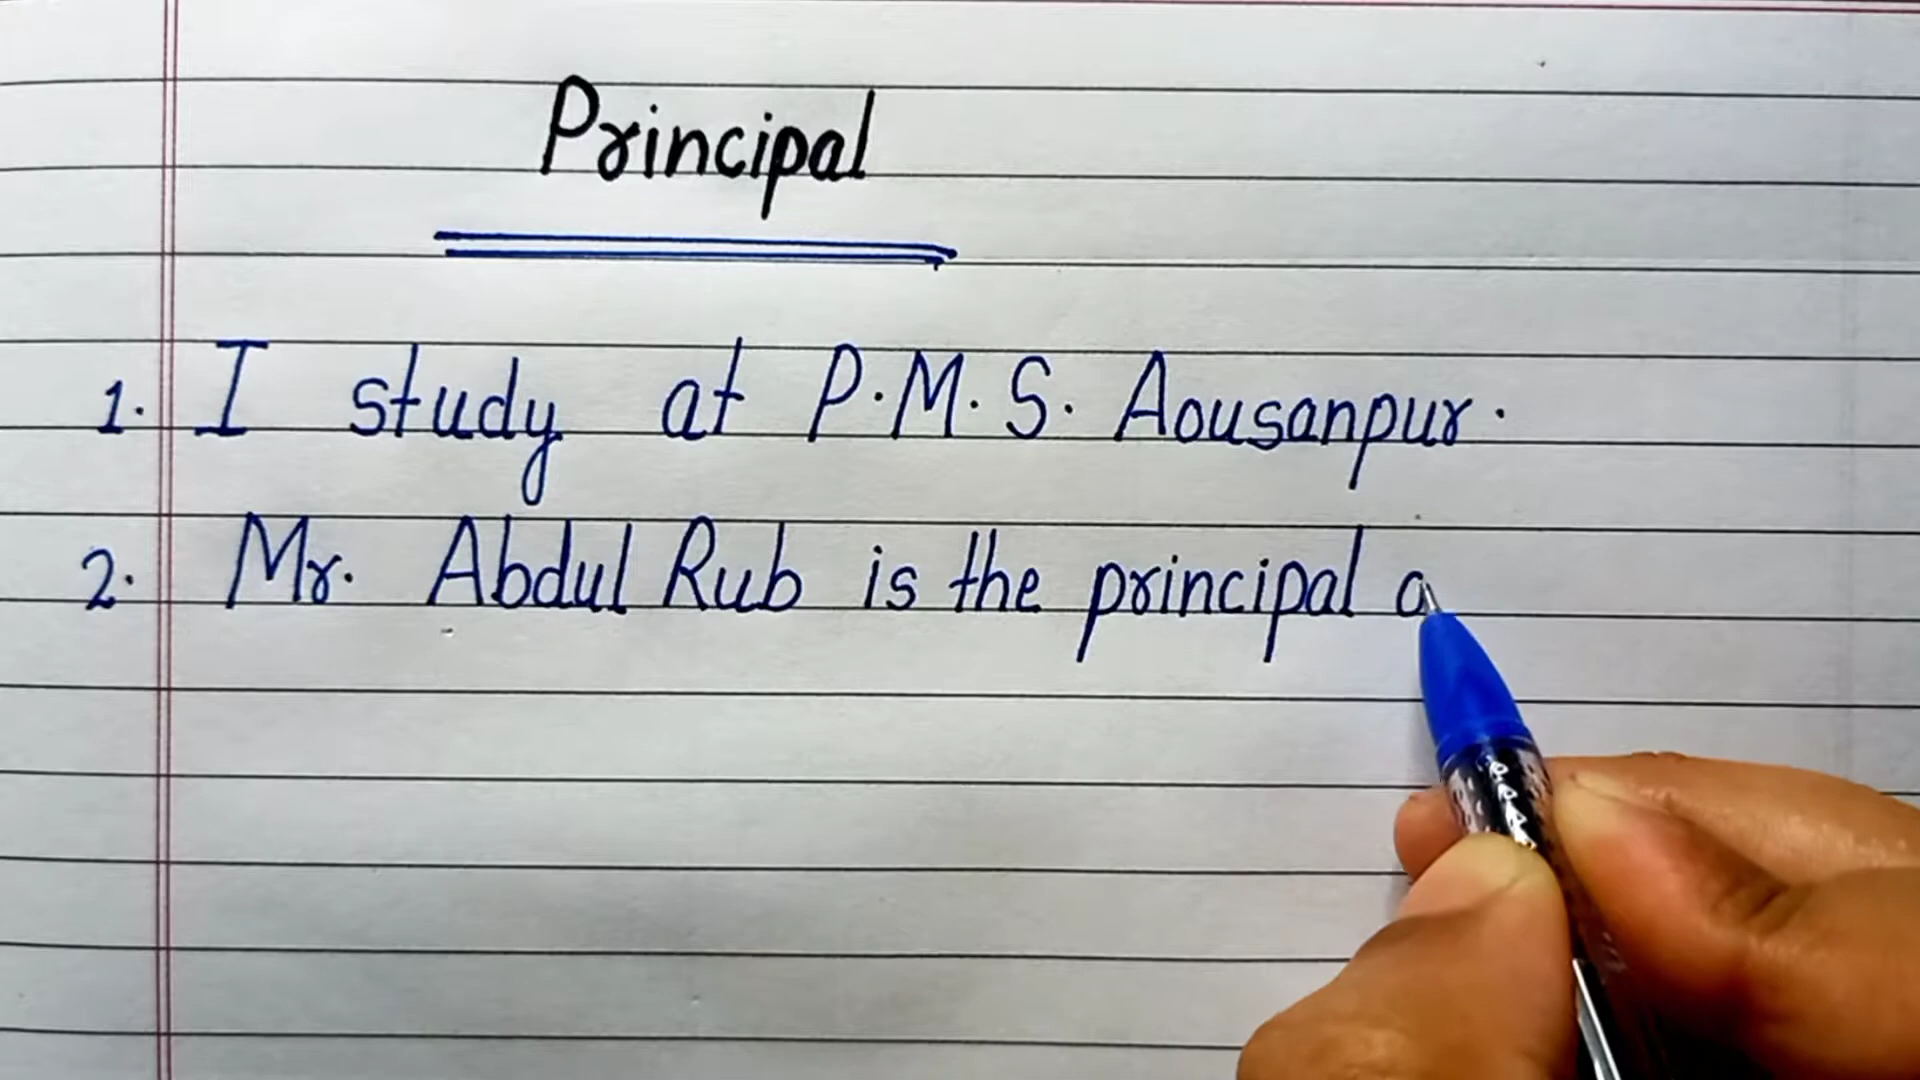 Principal
1. I study at P.M.S. Aousanpur.
2. Mr. Abdul Rub is the principal